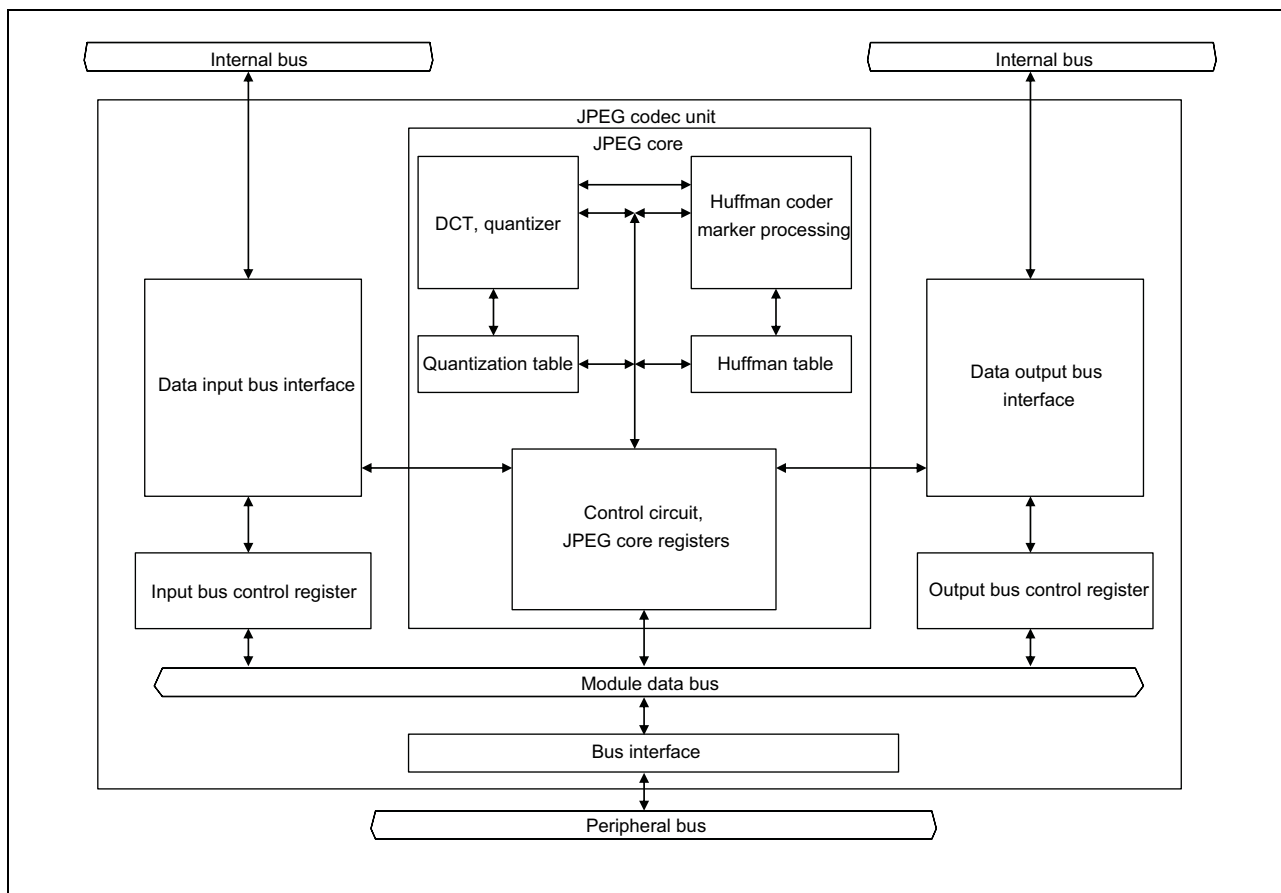 Internal bus
Internal bus
JPEG codec unit
JPEG core
DCT, quantizer
Huffman coder
marker processing
Quantization table
Huffman table
Data input bus interface
Data output bus
interface
Control circuit,
JPEG core registers
Input bus control register
Output bus control register
Module data bus
Bus interface
Peripheral bus